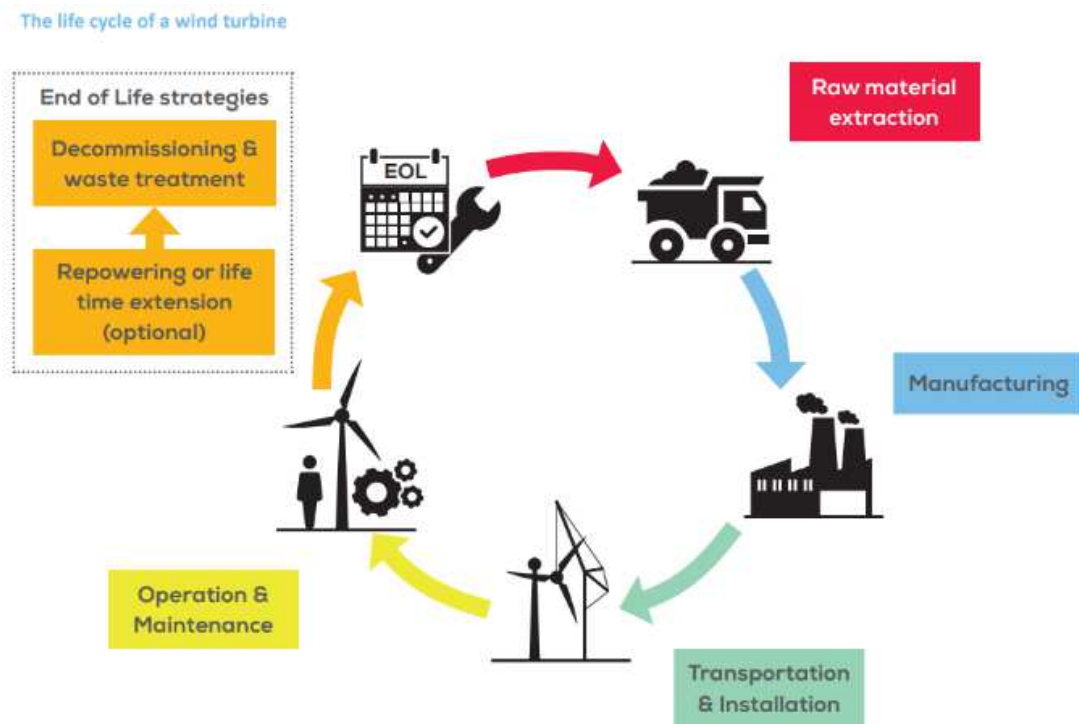 The life cycle of a wind turbine
End of Life strategies
Decommissioning &
waste treatment
Repowering or life
time extension
(optional)
EOL
Raw material
extraction
Manufacturing
Transportation
& Installation
Operation &
Maintenance